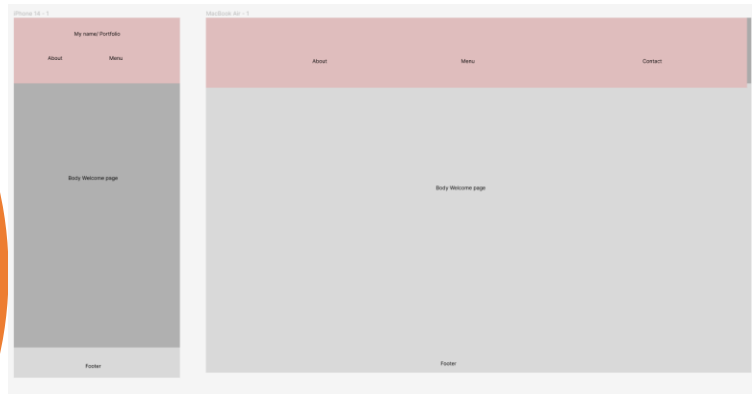 iPhone 14 - 1
My name/ Portfolio
About Menu
Body Welcome page
Footer
MacBook Air - 1
About Menu Contact
Body Welcome page
Footer